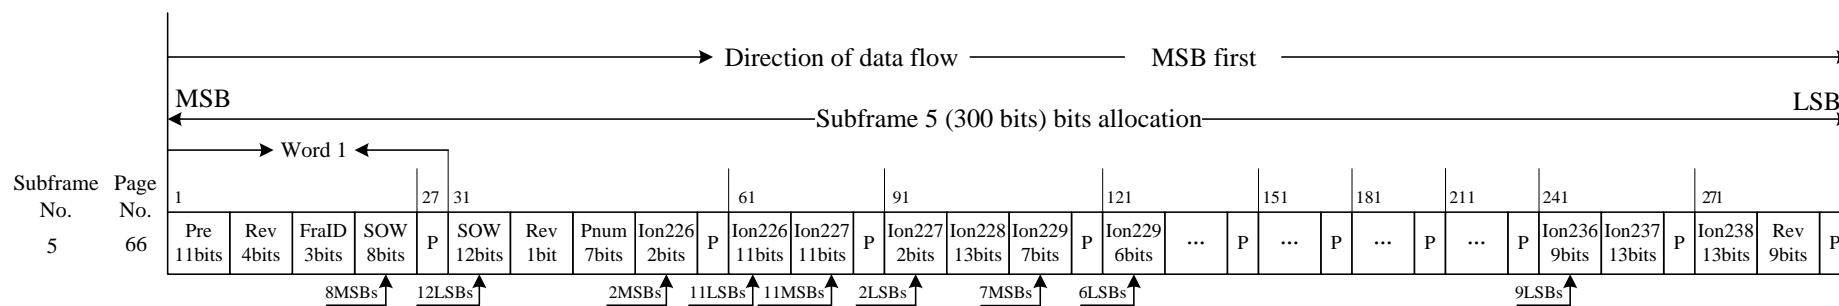 Direction of data flow MSB first
MSB LSB
Subframe 5 (300 bits) bits allocation
Word 1
Subframe No. Page No.
1 27 31 61 91 121 151 181 211 241 271
5 66
Pre 11bits
Rev 4bits
FraID 3bits
SOW 8bits
P
SOW 12bits
Rev 1bit
Pnum 7bits
Ion226 2bits
P
Ion226 11bits
Ion227 11bits
P
Ion227 2bits
Ion228 13bits
Ion229 7bits
P
Ion229 6bits
...
P
...
P
...
P
...
P
Ion236 9bits
Ion237 13bits
P
Ion238 13bits
Rev 9bits
P
8MSBs 12LSBs 2MSBs 11LSBs 11MSBs 2LSBs 7MSBs 6LSBs 9LSBs